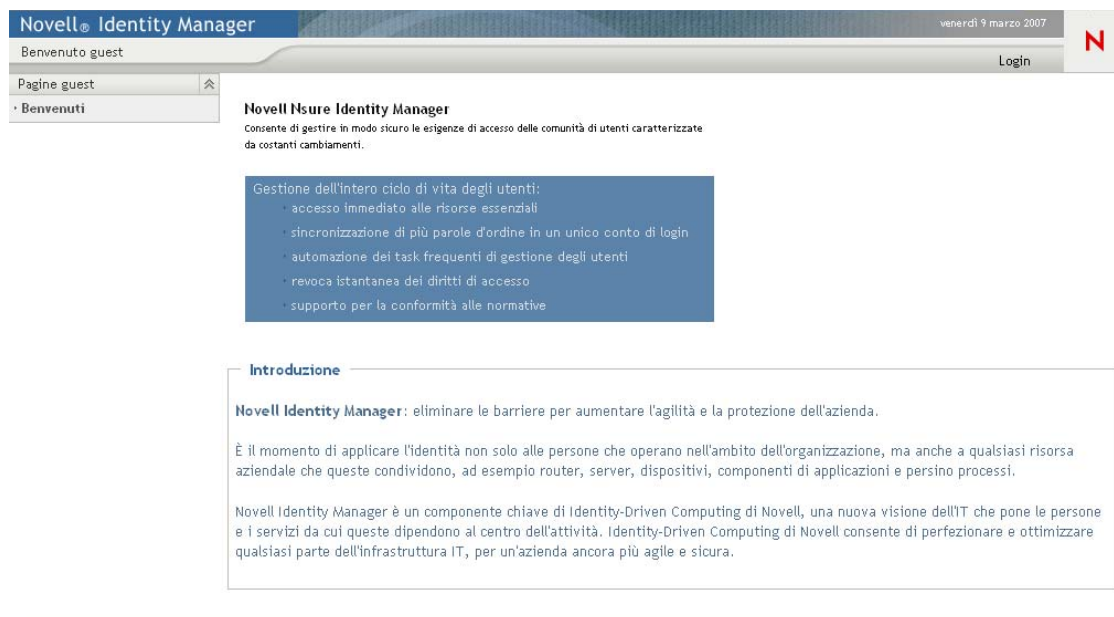 Novell® Identity Manager
venerdì 9 marzo 2007
N
Benvenuto guest
Login
Pagine guest
· Benvenuti
Novell Nsure Identity Manager
Consente di gestire in modo sicuro le esigenze di accesso delle comunità di utenti caratterizzate
da costanti cambiamenti.
Gestione dell'intero ciclo di vita degli utenti:
· accesso immediato alle risorse essenziali
· sincronizzazione di più parole d'ordine in un unico conto di login
· automazione dei task frequenti di gestione degli utenti
· revoca istantanea dei diritti di accesso
· supporto per la conformità alle normative
Introduzione
Novell Identity Manager: eliminare le barriere per aumentare l'agilità e la protezione dell'azienda.
È il momento di applicare l'identità non solo alle persone che operano nell'ambito dell'organizzazione, ma anche a qualsiasi risorsa
aziendale che queste condividono, ad esempio router, server, dispositivi, componenti di applicazioni e persino processi.
Novell Identity Manager è un componente chiave di Identity-Driven Computing di Novell, una nuova visione dell'IT che pone le persone
e i servizi da cui queste dipendono al centro dell'attività. Identity-Driven Computing di Novell consente di perfezionare e ottimizzare
qualsiasi parte dell'infrastruttura IT, per un'azienda ancora più agile e sicura.